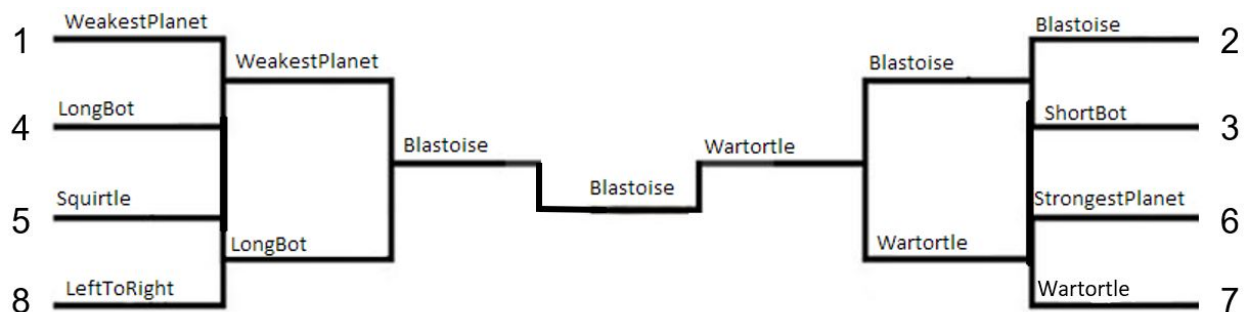 1 WeakestPlanet
4 LongBot
5 Squirtle
8 LeftToRight
WeakestPlanet
LongBot
Blastoise
Blastoise
Wartortle
Blastoise
Wartortle
Blastoise 2
ShortBot 3
StrongestPlanet 6
Wartortle 7